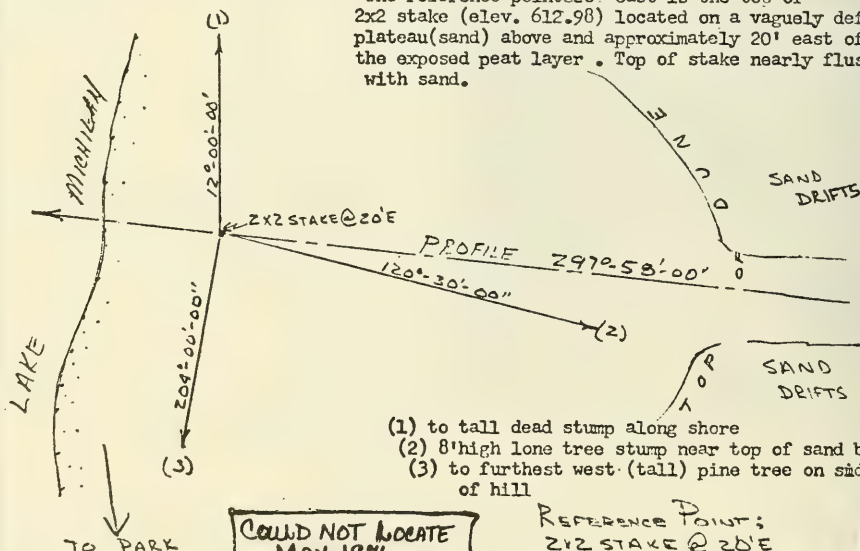 2x2 stake (elev. 612.98) located on a vaguely def
plateau(sand) above and approximately 20' east of
the exposed peat layer . Top of stake nearly flus
with sand.
(1)
MICHIGAN
12°-00'-00'
SAND
DRIFTS
2X2 STAKE @ 20'E
PROFILE 297°-58'-00'
120°-30'-00"
(2)
204°-00'-00"
LAKE
TOP
SAND
DRIFTS
(3)
(1) to tall dead stump along shore
(2) 8'high lone tree stump near top of sand b
(3) to furthest west (tall) pine tree on sid
of hill
TO PARK
COULD NOT LOCATE
REFERENCE POINT;
2X2 STAKE @ 20'E